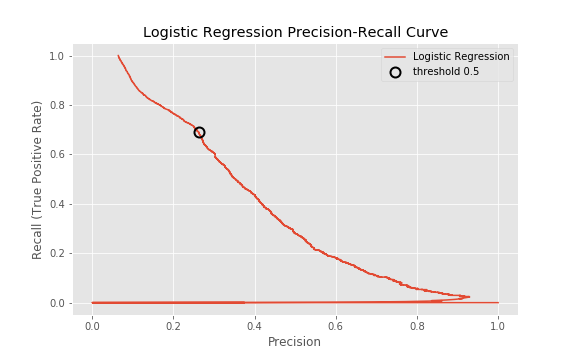 Logistic Regression Precision-Recall Curve
Logistic Regression
threshold 0.5
Recall (True Positive Rate)
1.0
0.8
0.6
0.4
0.2
0.0
0.0 0.2 0.4 0.6 0.8 1.0
Precision